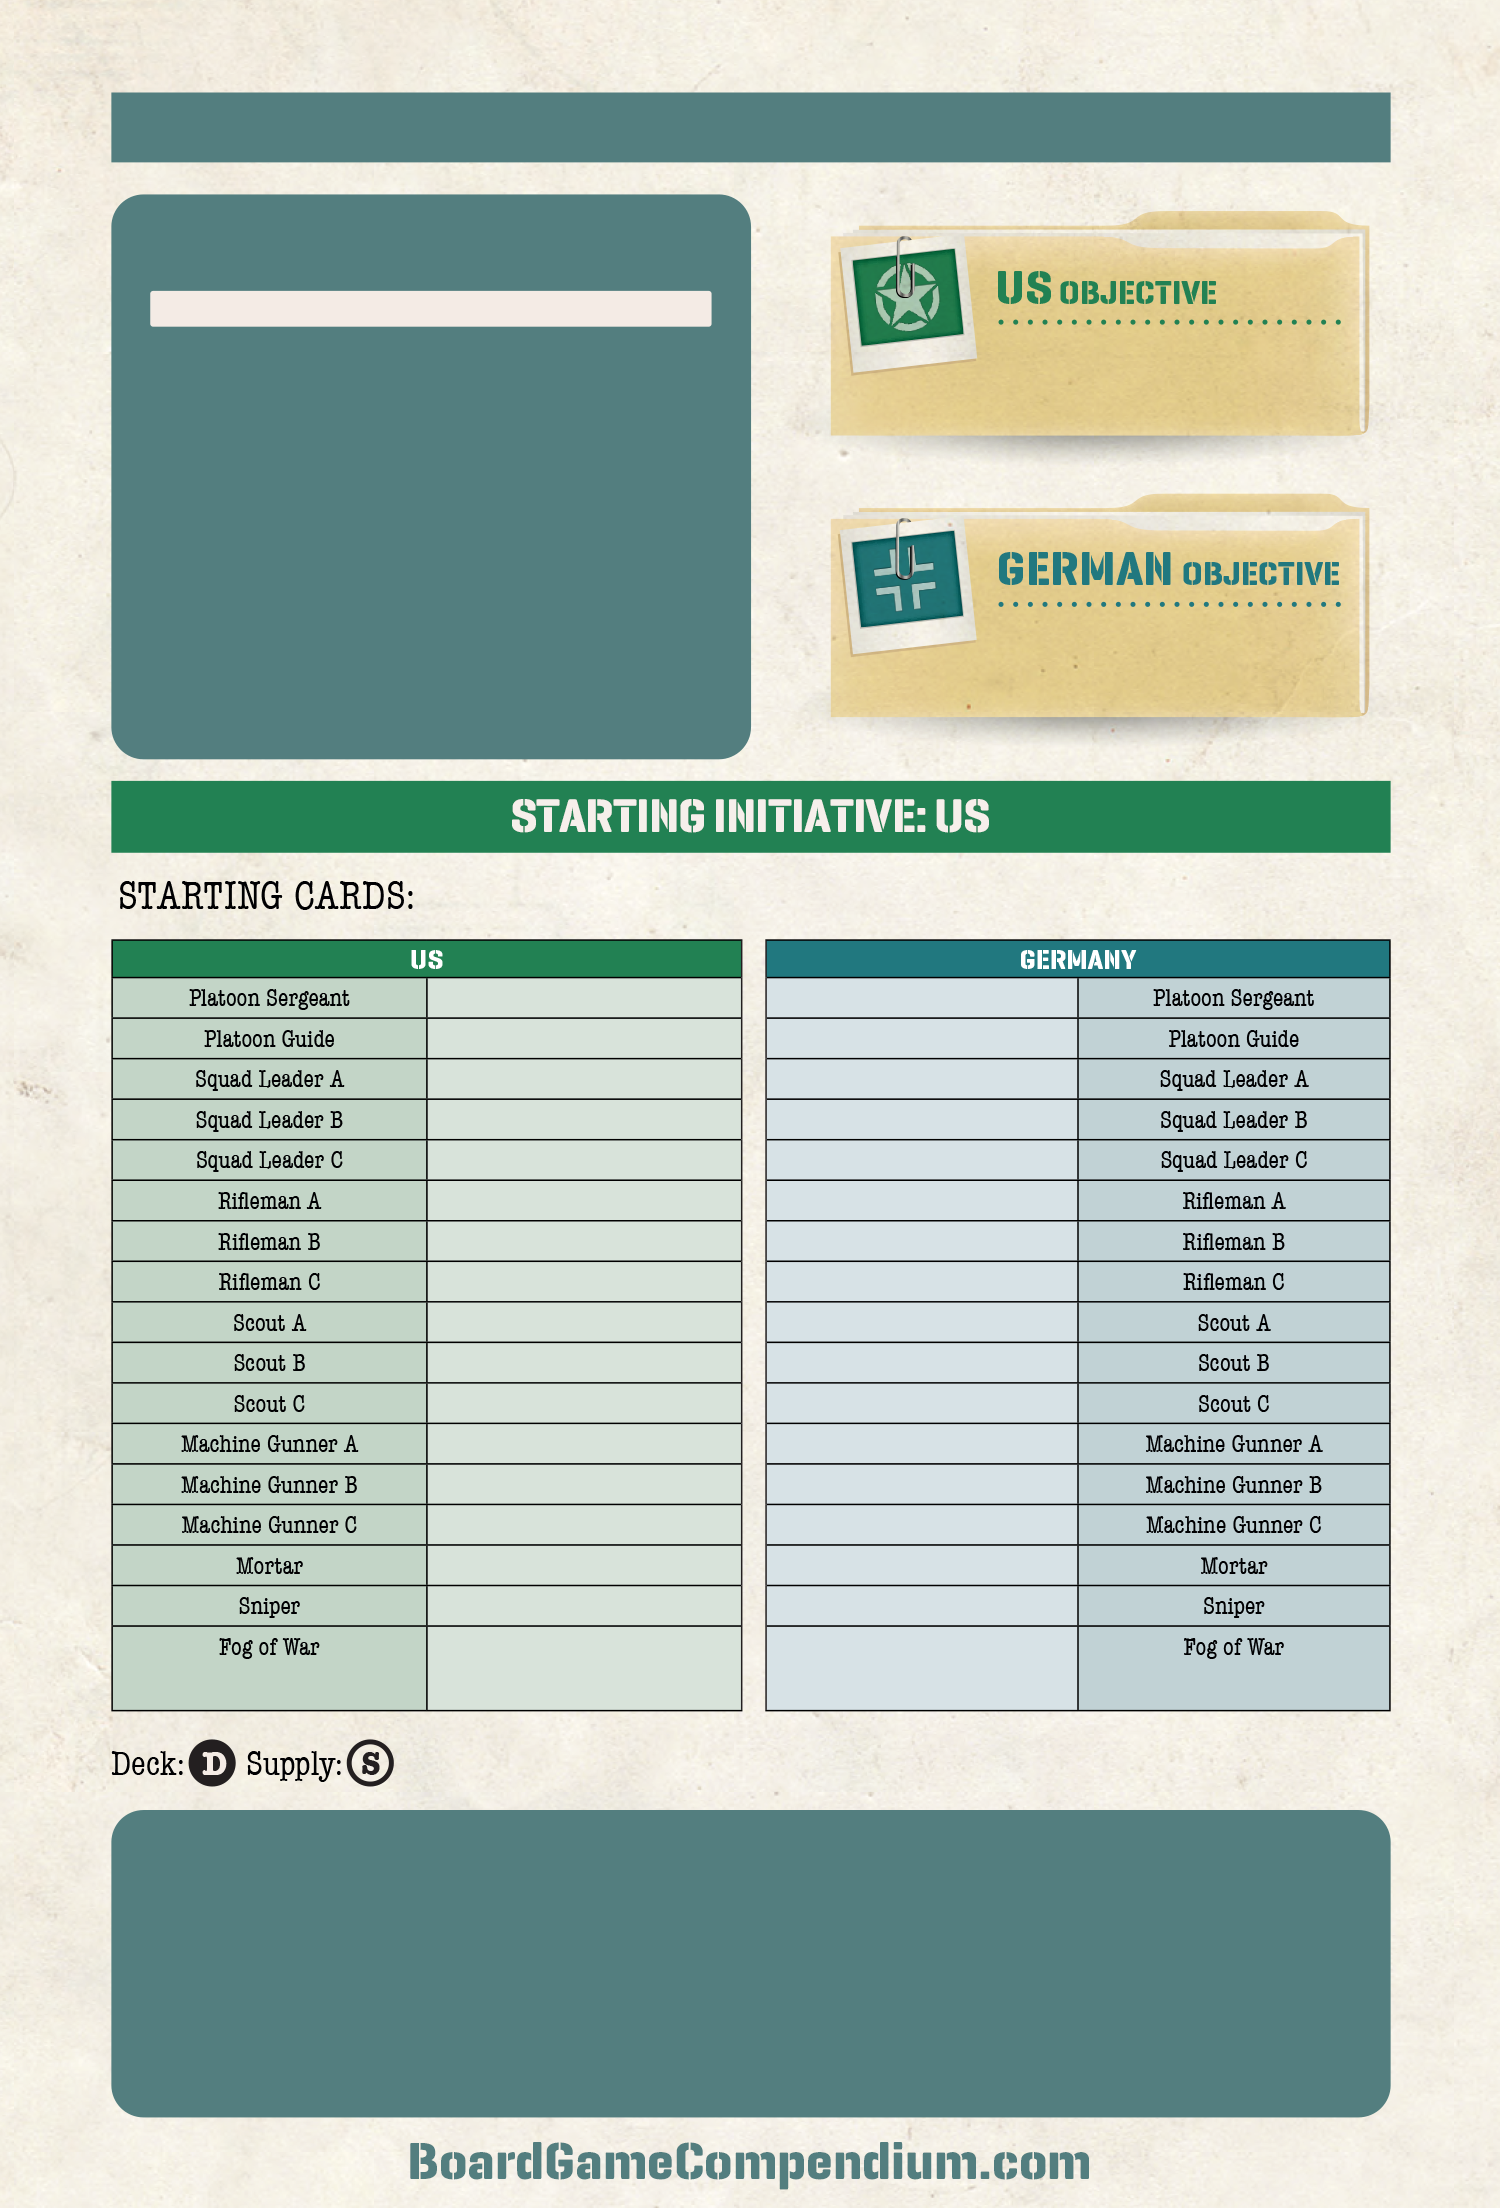 US OBJECTIVE
GERMAN OBJECTIVE
STARTING INITIATIVE: US
STARTING CARDS:
US
Platoon Sergeant
Platoon Guide
Squad Leader A
Squad Leader B
Squad Leader C
Rifleman A
Rifleman B
Rifleman C
Scout A
Scout B
Scout C
Machine Gunner A
Machine Gunner B
Machine Gunner C
Mortar
Sniper
Fog of War
GERMANY
Platoon Sergeant
Platoon Guide
Squad Leader A
Squad Leader B
Squad Leader C
Rifleman A
Rifleman B
Rifleman C
Scout A
Scout B
Scout C
Machine Gunner A
Machine Gunner B
Machine Gunner C
Mortar
Sniper
Fog of War
Deck: D Supply: S
BoardGameCompendium.com